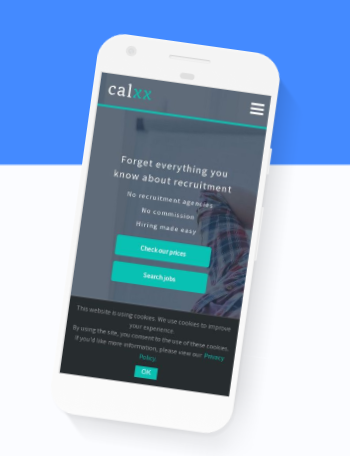 calxx
Forget everything you
know about recruitment
No recruitment agencies
No commission
Hiring made easy
Check our prices
Search jobs
This website is using cookies. We use cookies to improve
your experience.
By using the site, you consent to the use of these cookies.
If you'd like more information, please view our Privacy
Policy.
OK